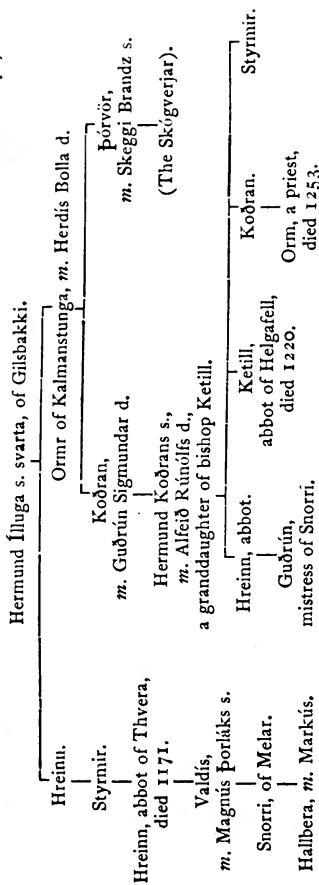 Hermund Illuga s. svarta, of Gilsbakki.
Hreinn.
Styrmir.
Hreinn, abbot of Thvera,
died 1171.
Valdís,
m. Magnús Þorláks s.
Snorri, of Melar.
Hallbera, m. Markús.
Ormr of Kalmanstunga, m. Herdís Bolla d.
Koðran,
m. Guðrún Sigmundar d.
Hermund Koðrans s.,
m. Alfeið Rúnólfs d.,
a granddaughter of bishop Ketill.
Þórvör,
m. Skeggi Brandz s.
(The Skógverjar).
Hreinn, abbot.
Guðrún,
mistress of Snorri.
Ketill,
abbot of Helgafell,
died 1220.
Koðran.
Orm, a priest,
died 1253.
Styrmir.